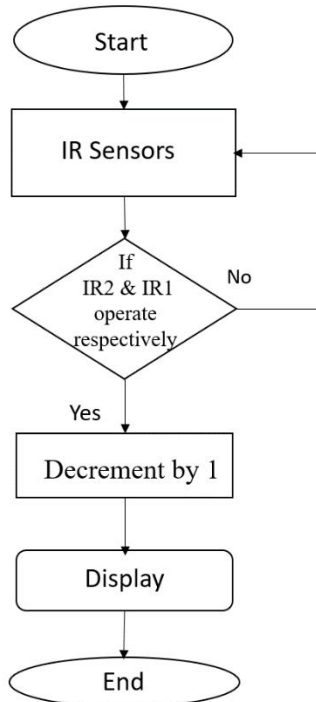 Start
IR Sensors
If
IR2 & IR1
operate
respectively
No
Yes
Decrement by 1
Display
End